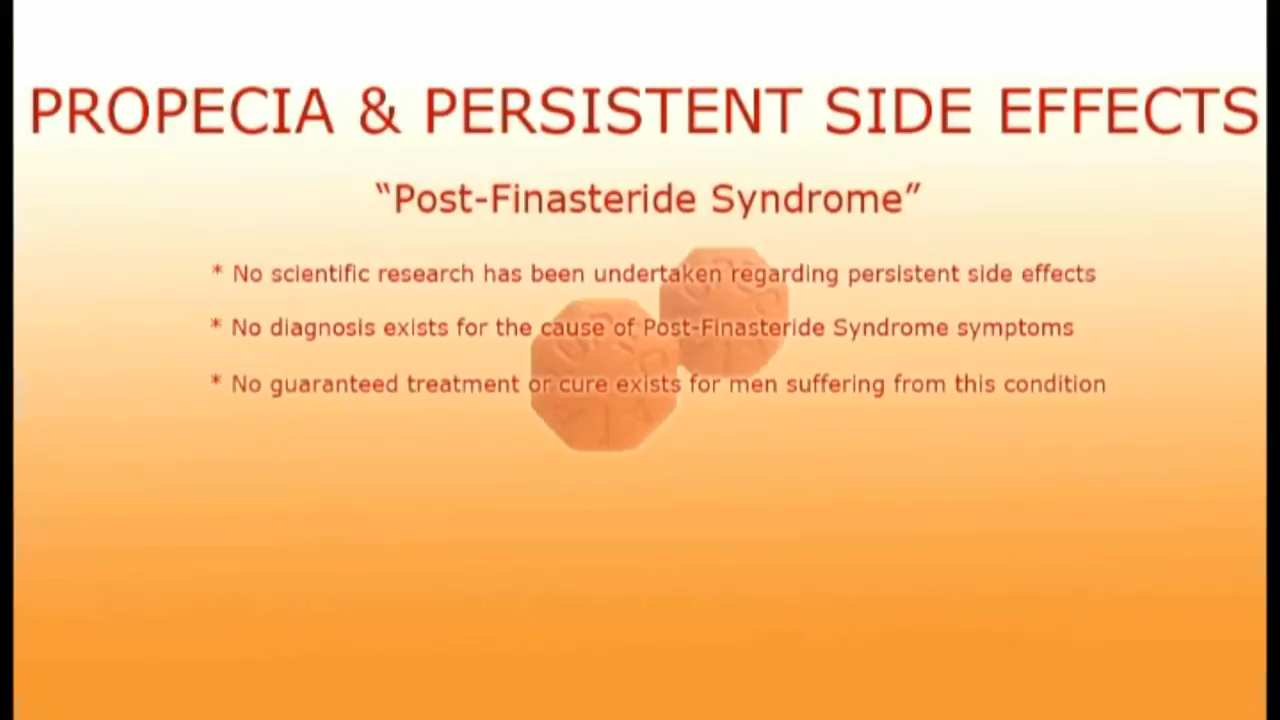 PROPECIA & PERSISTENT SIDE EFFECTS
“Post-Finasteride Syndrome”
* No scientific research has been undertaken regarding persistent side effects
* No diagnosis exists for the cause of Post-Finasteride Syndrome symptoms
* No guaranteed treatment or cure exists for men suffering from this condition